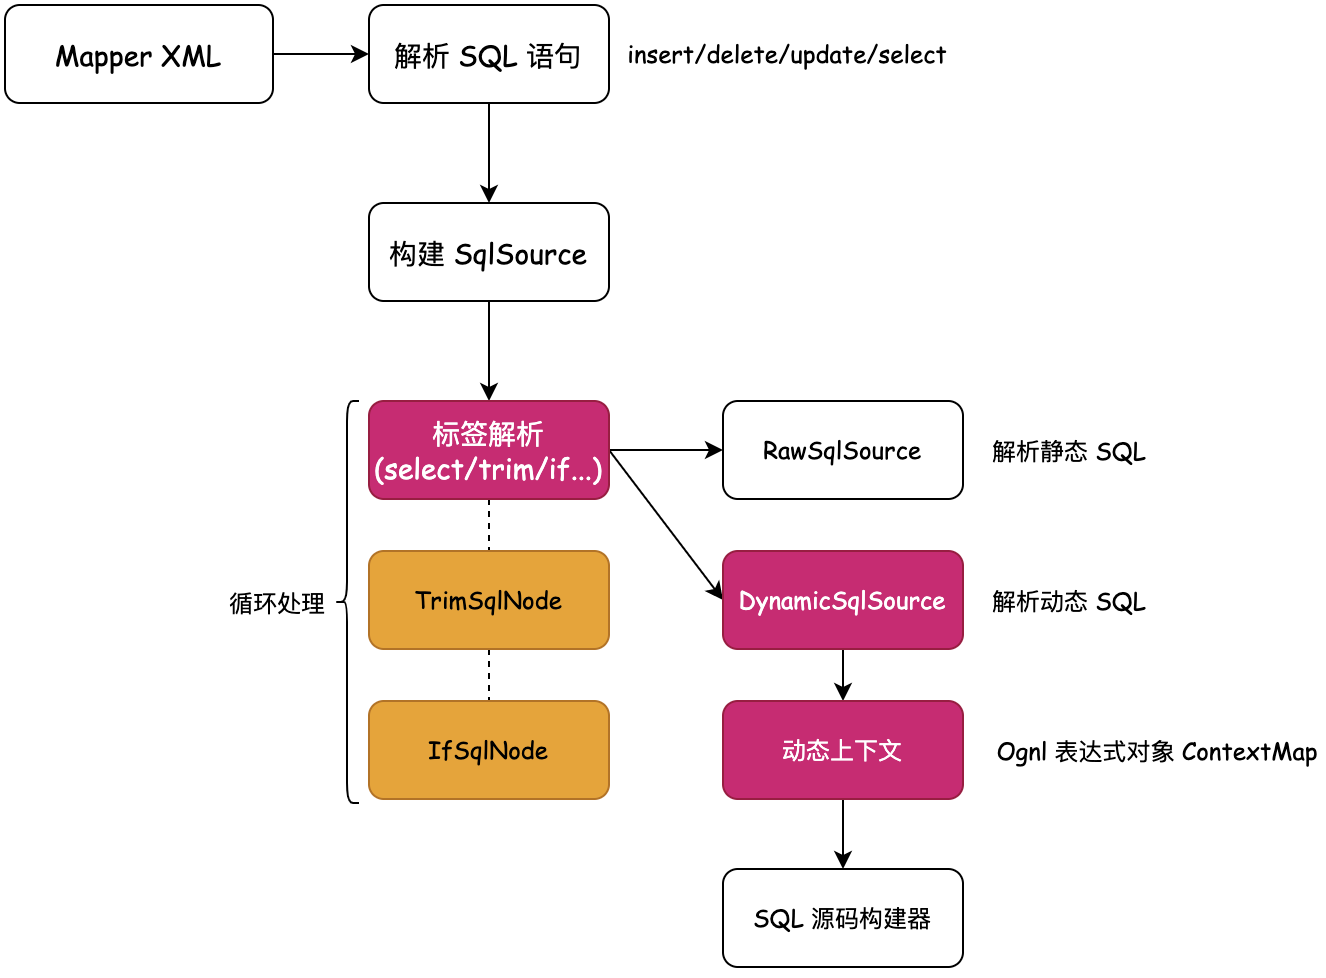 Mapper XML
解析 SQL 语句
insert/delete/update/select
构建 SqlSource
标签解析
(select/trim/if...)
RawSqlSource
解析静态 SQL
循环处理
TrimSqlNode
DynamicSqlSource
解析动态 SQL
IfSqlNode
动态上下文
Ognl 表达式对象 ContextMap
SQL 源码构建器